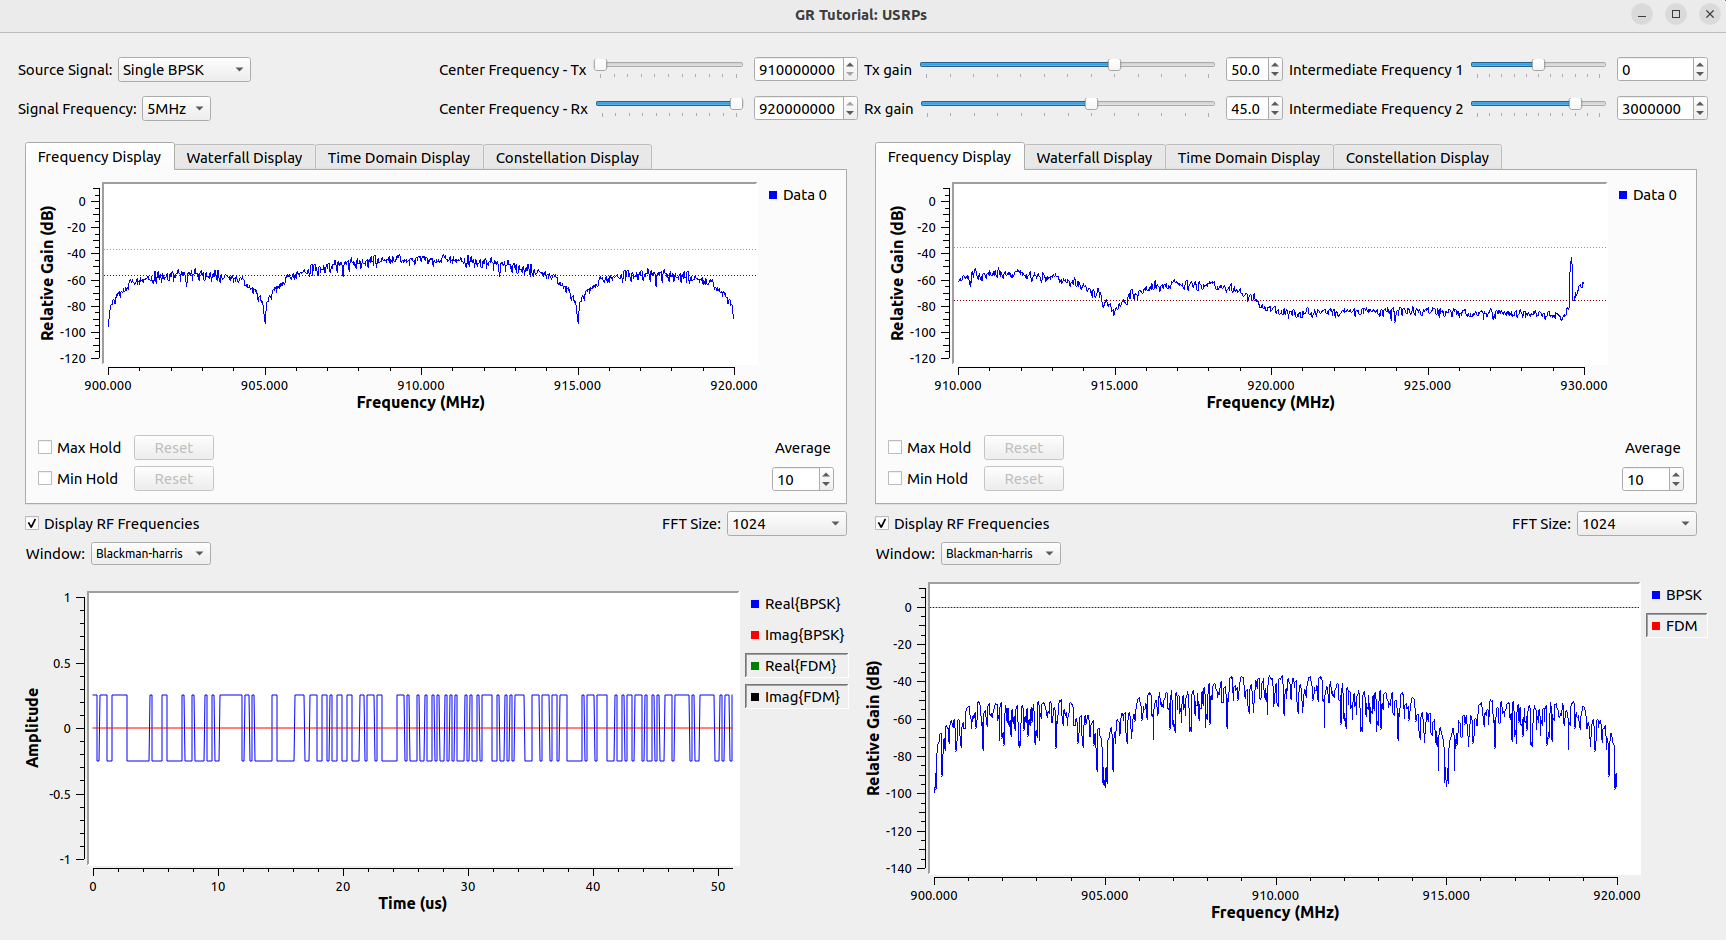 GR Tutorial: USRPs
Source Signal: Single BPSK Center Frequency - Tx 910000000 Tx gain 50.0 Intermediate Frequency 1 0
Signal Frequency: 5MHz Center Frequency - Rx 920000000 Rx gain 45.0 Intermediate Frequency 2 3000000
Frequency Display Waterfall Display Time Domain Display Constellation Display
Data 0
Relative Gain (dB)
0
-20
-40
-60
-80
-100
-120
900.000 905.000 910.000 915.000 920.000
Frequency (MHz)
Max Hold Reset Average
Min Hold Reset 10
Display RF Frequencies FFT Size: 1024
Window: Blackman-harris
Frequency Display Waterfall Display Time Domain Display Constellation Display
Data 0
Relative Gain (dB)
0
-20
-40
-60
-80
-100
-120
910.000 915.000 920.000 925.000 930.000
Frequency (MHz)
Max Hold Reset Average
Min Hold Reset 10
Display RF Frequencies FFT Size: 1024
Window: Blackman-harris
Amplitude
1
0.5
0
-0.5
-1
0 10 20 30 40 50
Time (us)
Real{BPSK}
Imag{BPSK}
Real{FDM}
Imag{FDM}
Relative Gain (dB)
0
-20
-40
-60
-80
-100
-120
-140
900.000 905.000 910.000 915.000 920.000
Frequency (MHz)
BPSK
FDM